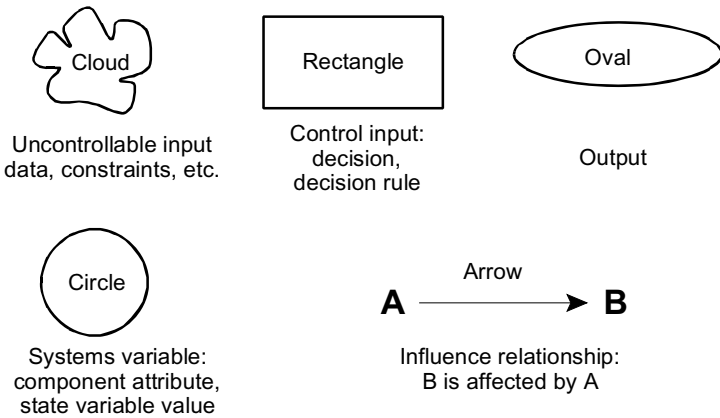 Cloud
Rectangle
Oval
Uncontrollable input
data, constraints, etc.
Control input:
decision,
decision rule
Output
Circle
Arrow
A
B
Systems variable:
component attribute,
state variable value
Influence relationship:
B is affected by A